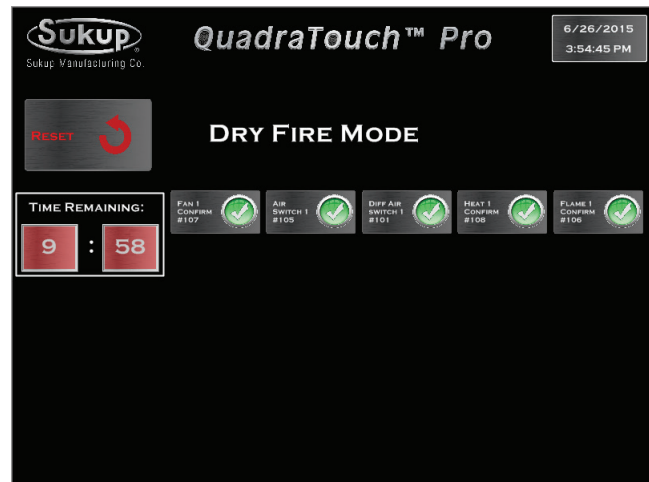 Sukup
Sukup Manufacturing Co.
QuadraTouch™ Pro
6/26/2015
3:54:45 PM
RESET
DRY FIRE MODE
TIME REMAINING:
9 : 58
FAN 1
CONFIRM
#107
AIR
SWITCH 1
#105
DIFF AIR
SWITCH 1
#101
HEAT 1
CONFIRM
#108
FLAME 1
CONFIRM
#106